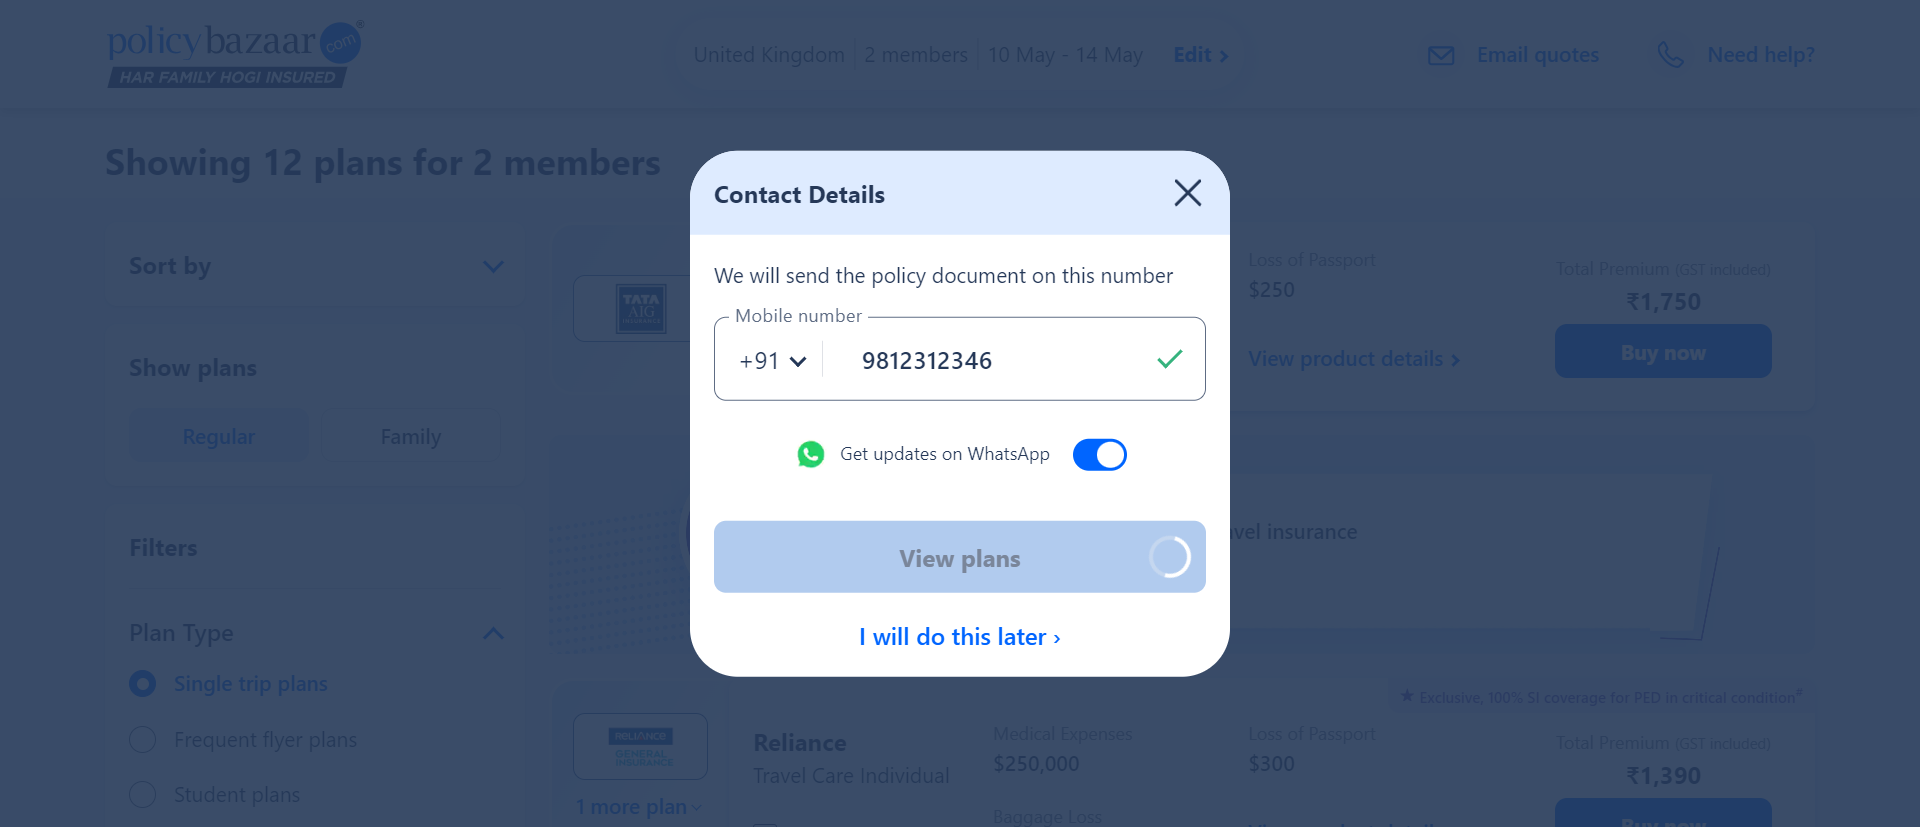 policybazaar.com®
HAR FAMILY HOGI INSURED
United Kingdom 2 members 10 May - 14 May Edit ›
Email quotes
Need help?
Showing 12 plans for 2 members
Sort by
Show plans
Regular Family
Filters
Plan Type
Single trip plans
Frequent flyer plans
Student plans
Contact Details
We will send the policy document on this number
Mobile number
+91 9812312346
Get updates on WhatsApp
View plans
I will do this later ›
TATA
AIG
INSURANCE
Loss of Passport
$250
View product details ›
Total Premium (GST included)
₹1,750
Buy now
vel insurance
★ Exclusive, 100% SI coverage for PED in critical condition
RELIANCE
GENERAL
INSURANCE
1 more plan
Reliance
Travel Care Individual
Medical Expenses
$250,000
Baggage Loss
Loss of Passport
$300
Total Premium (GST included)
₹1,390
Buy now